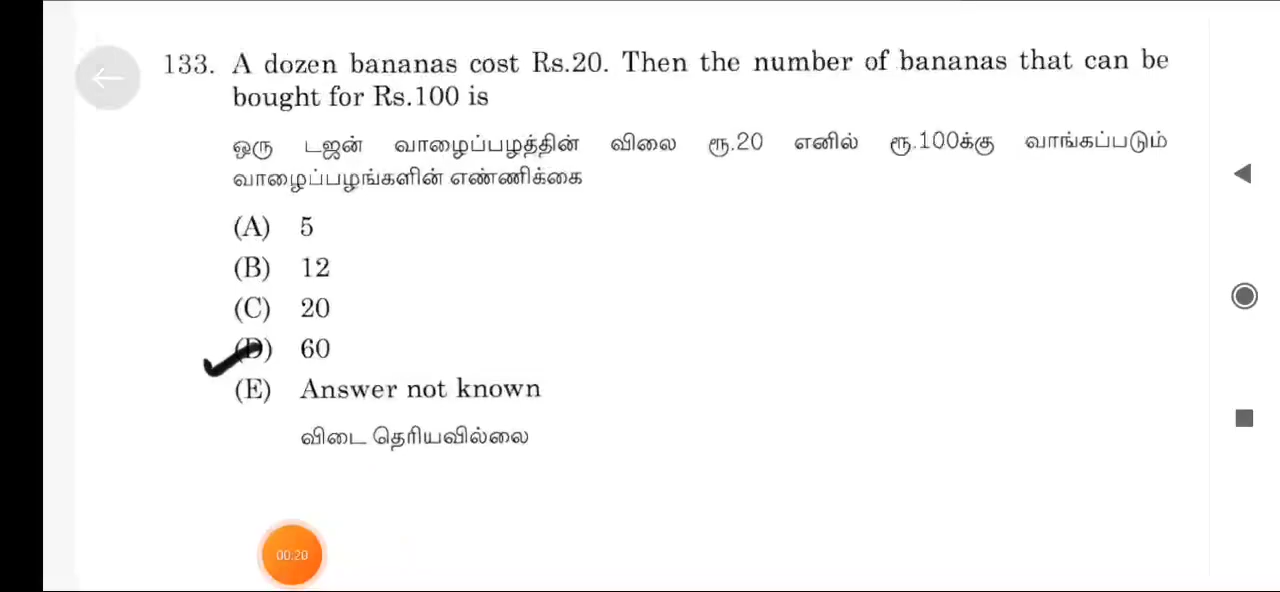 133. A dozen bananas cost Rs.20. Then the number of bananas that can be
bought for Rs.100 is
ஒரு டஜன் வாழைப்பழத்தின் விலை ரூ.20 எனில் ரூ.100க்கு வாங்கப்படும்
வாழைப்பழங்களின் எண்ணிக்கை
(A) 5
(B) 12
(C) 20
(D) 60
(E) Answer not known
விடை தெரியவில்லை
00:20